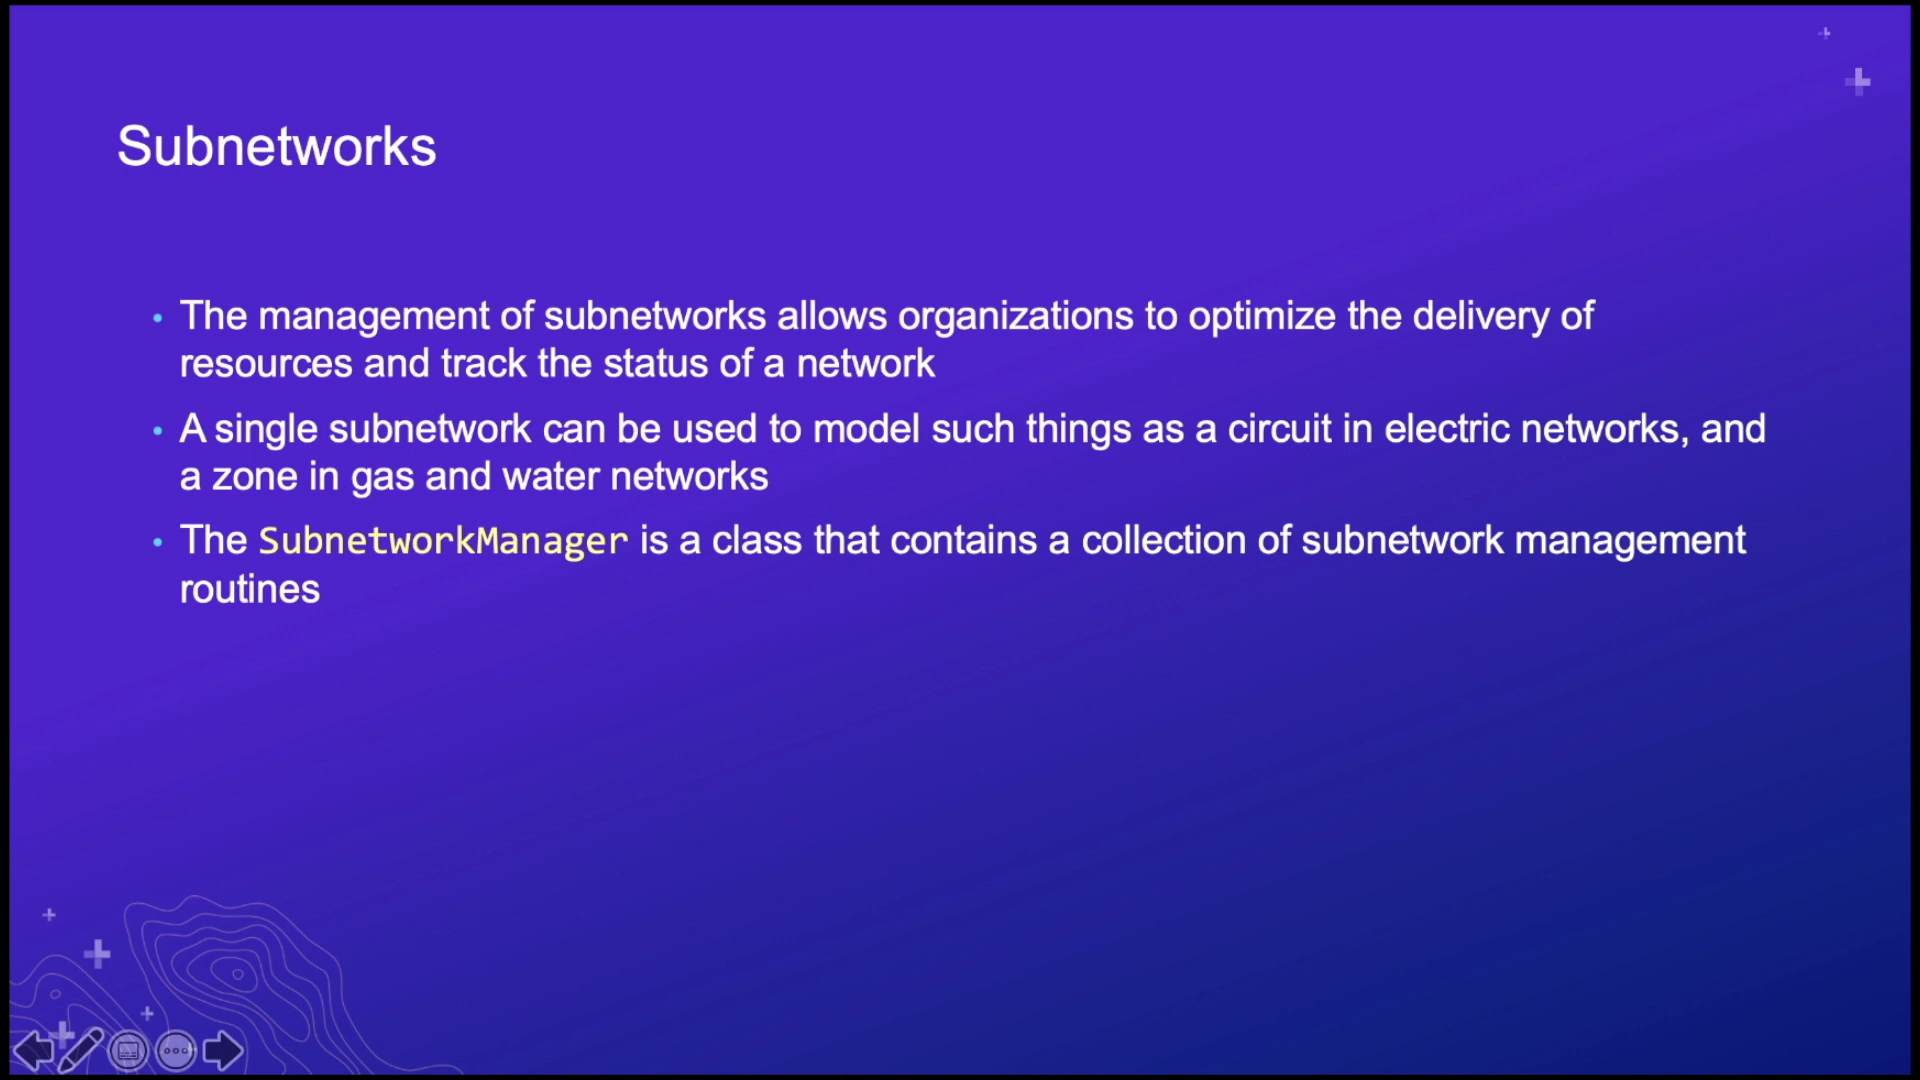 Subnetworks
• The management of subnetworks allows organizations to optimize the delivery of
resources and track the status of a network
• A single subnetwork can be used to model such things as a circuit in electric networks, and
a zone in gas and water networks
• The SubnetworkManager is a class that contains a collection of subnetwork management
routines